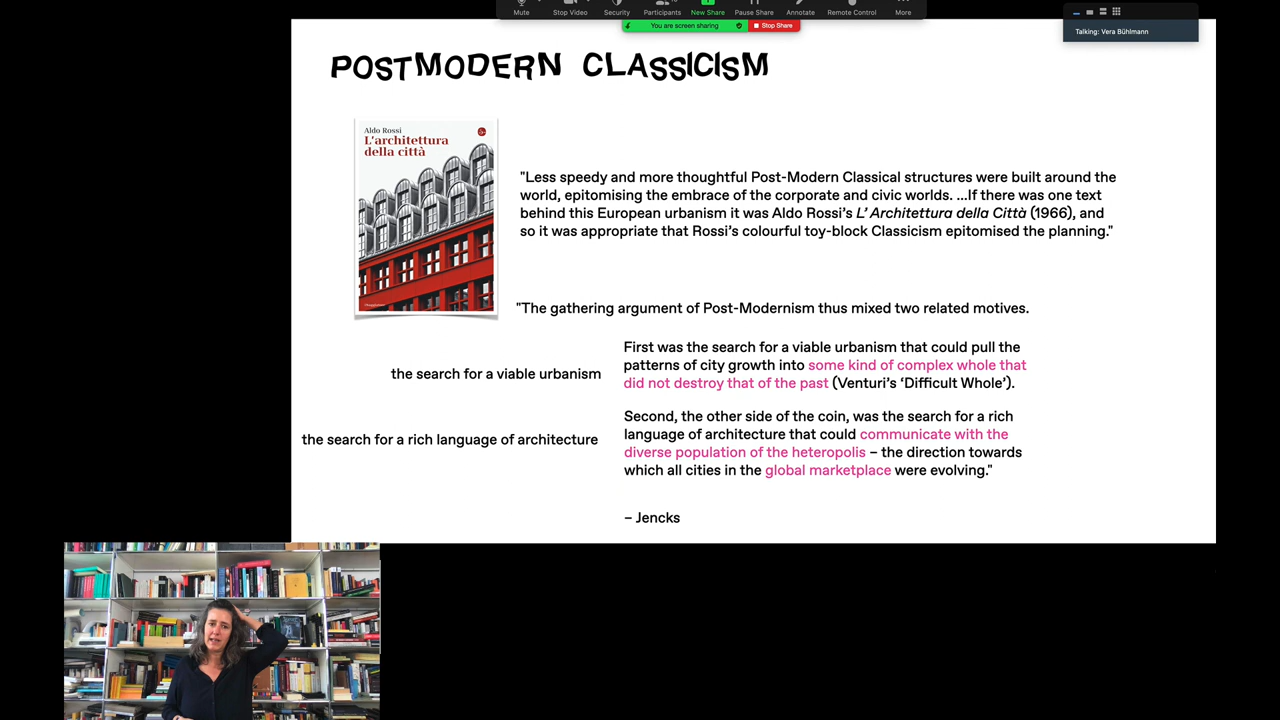 Mute
Stop Video
Security
Participants
New Share
Pause Share
Annotate
Remote Control
More
You are screen sharing
Stop Share
Talking: Vera Bühlmann
POSTMODERN CLASSICISM
Aldo Rossi
L'architettura
della città
"Less speedy and more thoughtful Post-Modern Classical structures were built around the
world, epitomising the embrace of the corporate and civic worlds. ...If there was one text
behind this European urbanism it was Aldo Rossi's L' Architettura della Città (1966), and
so it was appropriate that Rossi's colourful toy-block Classicism epitomised the planning."
"The gathering argument of Post-Modernism thus mixed two related motives.
the search for a viable urbanism
First was the search for a viable urbanism that could pull the
patterns of city growth into some kind of complex whole that
did not destroy that of the past (Venturi's 'Difficult Whole').
the search for a rich language of architecture
Second, the other side of the coin, was the search for a rich
language of architecture that could communicate with the
diverse population of the heteropolis – the direction towards
which all cities in the global marketplace were evolving."
– Jencks